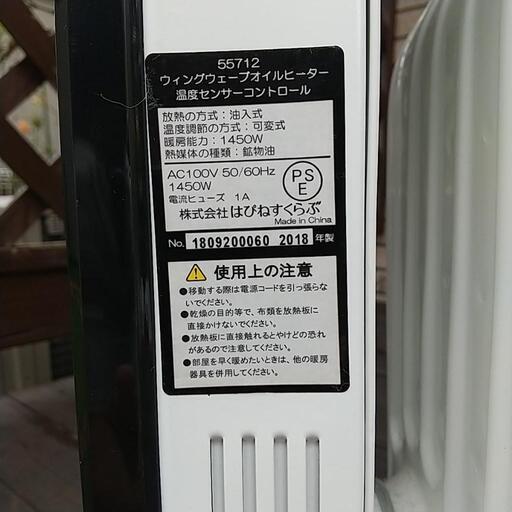 55712
ウィングウェーブオイルヒーター
温度センサーコントロール
放熱の方式：油入式
温度調節の方式：可変式
暖房能力：1450W
熱媒体の種類：鉱物油
AC100V 50/60Hz
1450W
電流ヒューズ 1A
PS
E
株式会社 はぴねすくらぶ
Made in China
No. 1809200060 2018 年製
使用上の注意
●移動する際は電源コードを引っ張らないでください。
●乾燥の目的等で、布類を放熱板に
直接かけないでください。
●放熱板に直接触れるとやけどの恐れ
があるので注意してください。
●部屋を早く暖めたいときは、他の暖房
器具を併用してください。